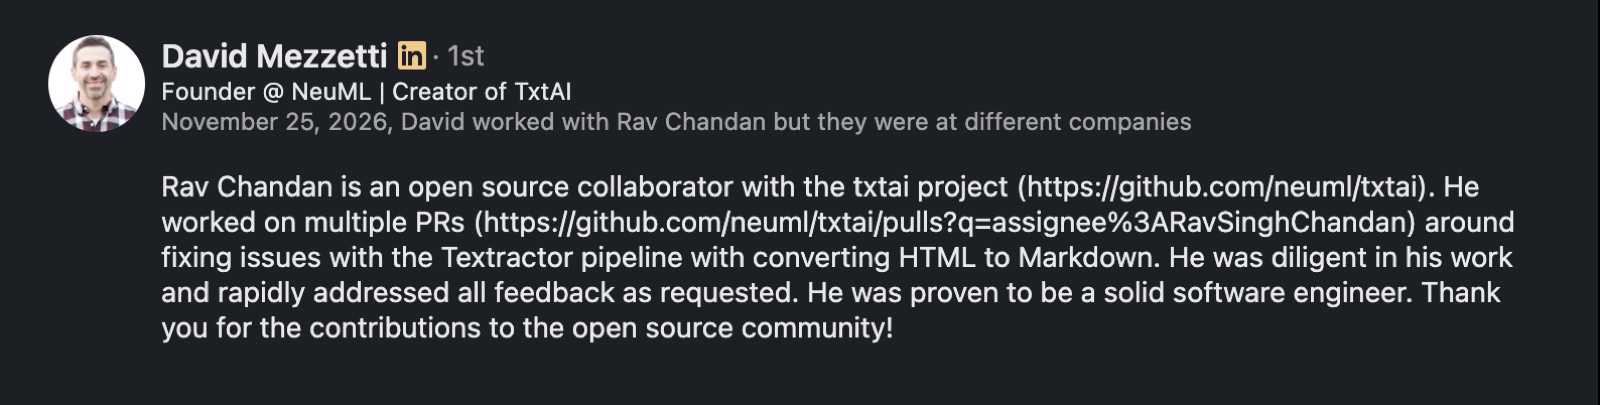 David Mezzetti in · 1st
Founder @ NeuML | Creator of TxtAI
November 25, 2026, David worked with Rav Chandan but they were at different companies
Rav Chandan is an open source collaborator with the txtai project (https://github.com/neuml/txtai). He
worked on multiple PRs (https://github.com/neuml/txtai/pulls?q=assignee%3ARavSinghChandan) around
fixing issues with the Textractor pipeline with converting HTML to Markdown. He was diligent in his work
and rapidly addressed all feedback as requested. He was proven to be a solid software engineer. Thank
you for the contributions to the open source community!